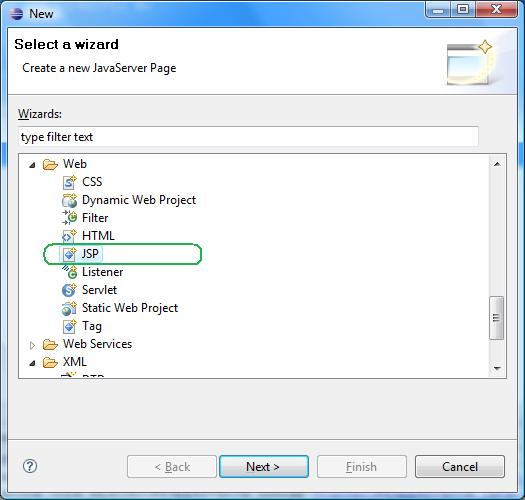 New
Select a wizard
Create a new JavaServer Page
Wizards:
type filter text
Web
CSS
Dynamic Web Project
Filter
HTML
JSP
Listener
Servlet
Static Web Project
Tag
Web Services
XML
< Back
Next >
Finish
Cancel